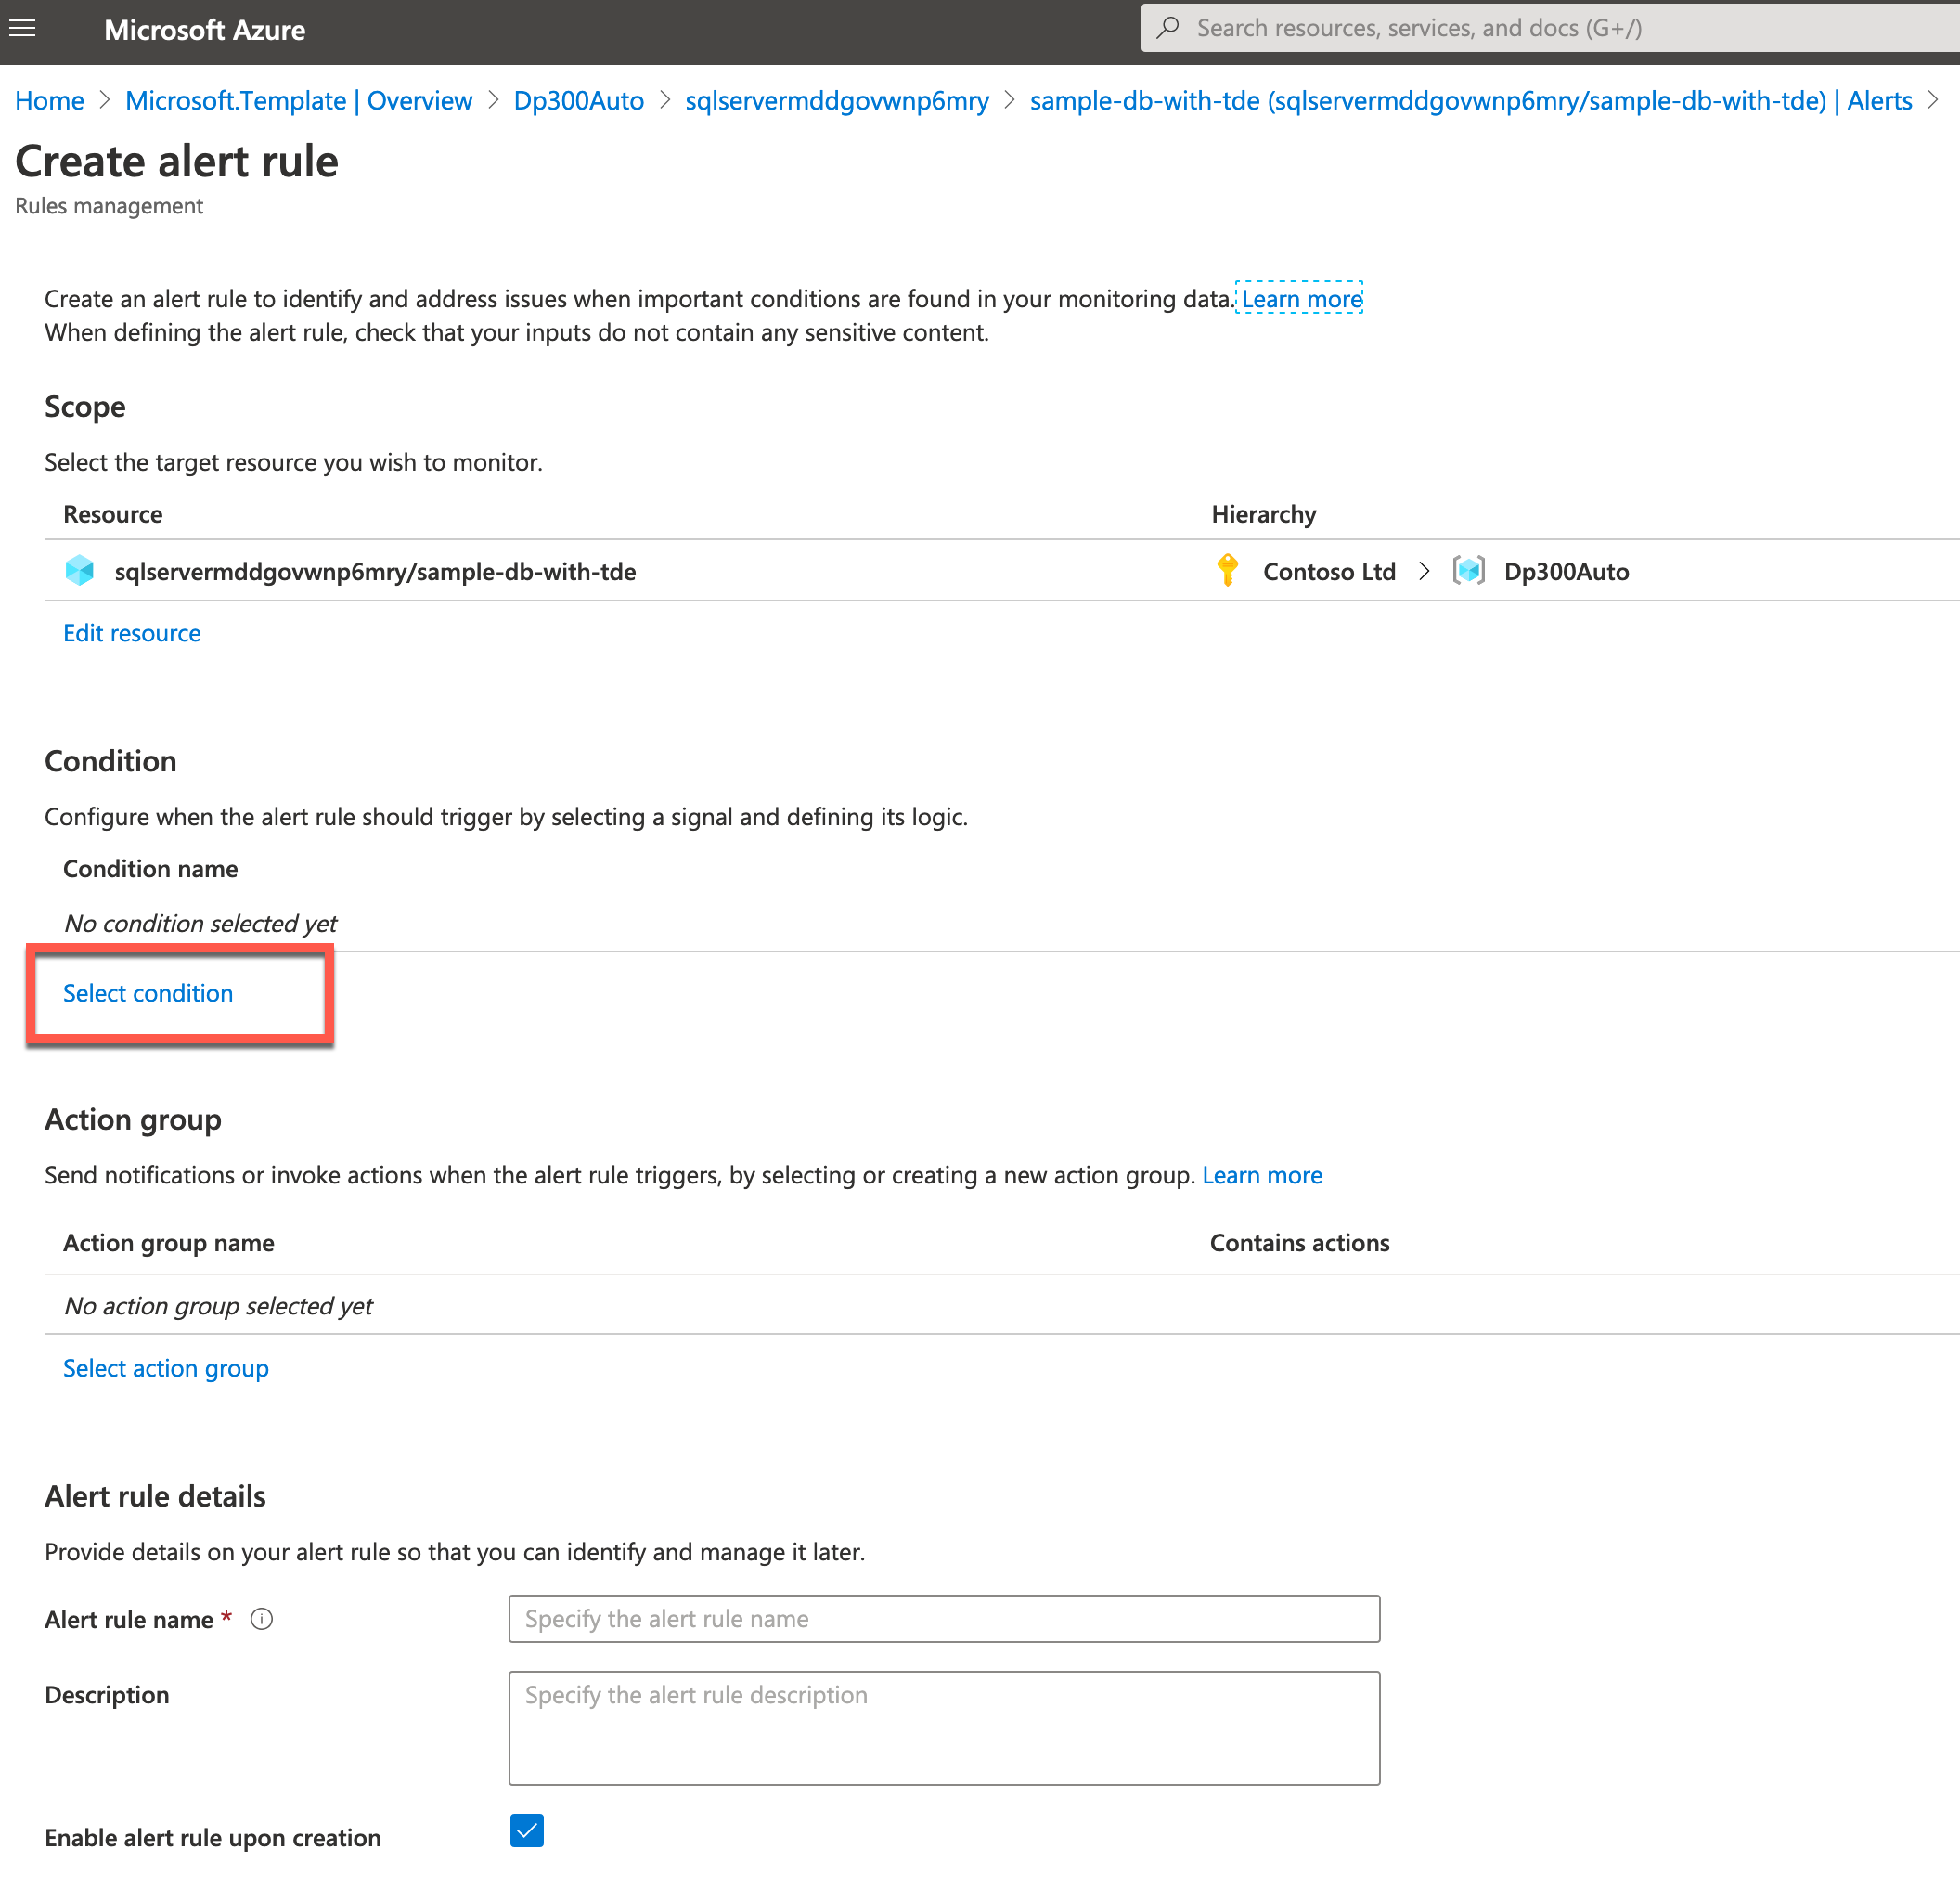 Microsoft Azure
Search resources, services, and docs (G+/)
Home > Microsoft.Template | Overview > Dp300Auto > sqlservermddgovwnp6mry > sample-db-with-tde (sqlservermddgovwnp6mry/sample-db-with-tde) | Alerts >
Create alert rule
Rules management
Create an alert rule to identify and address issues when important conditions are found in your monitoring data. Learn more
When defining the alert rule, check that your inputs do not contain any sensitive content.
Scope
Select the target resource you wish to monitor.
Resource Hierarchy
sqlservermddgovwnp6mry/sample-db-with-tde Contoso Ltd > Dp300Auto
Edit resource
Condition
Configure when the alert rule should trigger by selecting a signal and defining its logic.
Condition name
No condition selected yet
Select condition
Action group
Send notifications or invoke actions when the alert rule triggers, by selecting or creating a new action group. Learn more
Action group name Contains actions
No action group selected yet
Select action group
Alert rule details
Provide details on your alert rule so that you can identify and manage it later.
Alert rule name * Specify the alert rule name
Description Specify the alert rule description
Enable alert rule upon creation